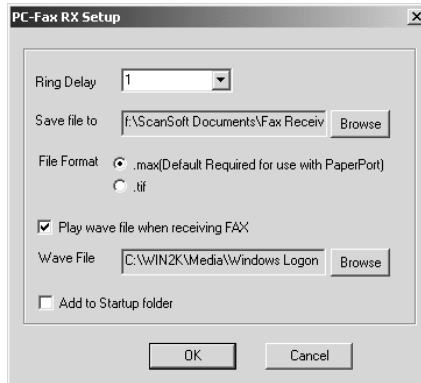 PC-Fax RX Setup
Ring Delay 1
Save file to f:\ScanSoft Documents\Fax Receiv Browse
File Format .max(Default Required for use with PaperPort)
.tif
Play wave file when receiving FAX
Wave File C:\WIN2K\Media\Windows Logon Browse
Add to Startup folder
OK Cancel